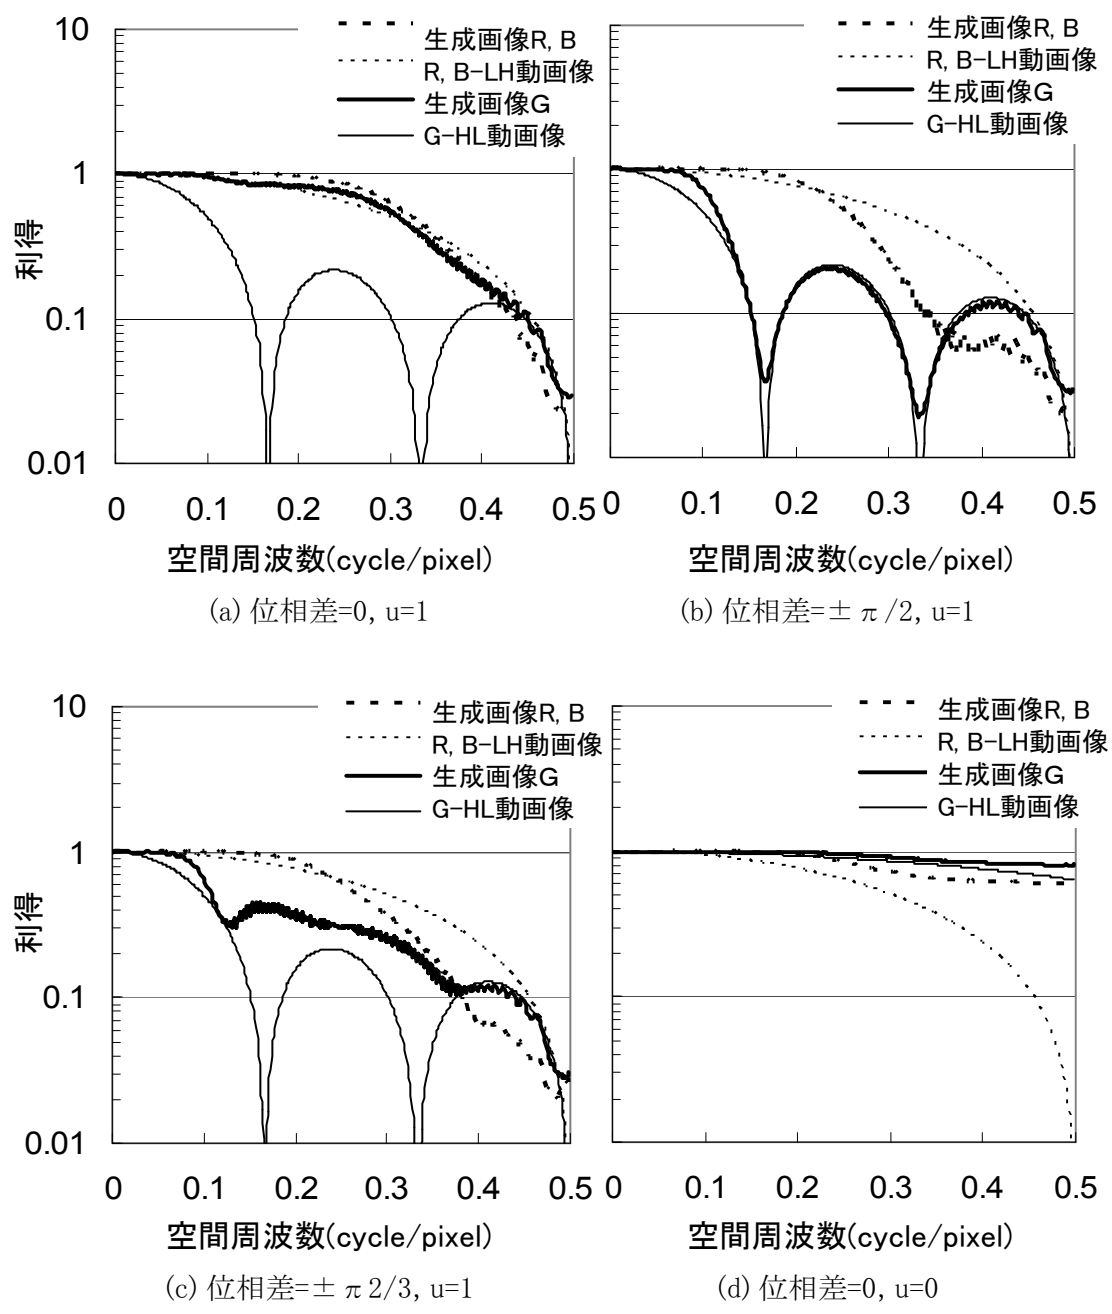 生成画像R, B
R, B-LH動画像
生成画像G
G-HL動画像
10
1
0.1
0.01
利得
0 0.1 0.2 0.3 0.4 0.5
空間周波数(cycle/pixel)
(a) 位相差=0, u=1
生成画像R, B
R, B-LH動画像
生成画像G
G-HL動画像
0 0.1 0.2 0.3 0.4 0.5
空間周波数(cycle/pixel)
(b) 位相差=± π/2, u=1
生成画像R, B
R, B-LH動画像
生成画像G
G-HL動画像
10
1
0.1
0.01
利得
0 0.1 0.2 0.3 0.4 0.5
空間周波数(cycle/pixel)
(c) 位相差=± π 2/3, u=1
生成画像R, B
R, B-LH動画像
生成画像G
G-HL動画像
0 0.1 0.2 0.3 0.4 0.5
空間周波数(cycle/pixel)
(d) 位相差=0, u=0